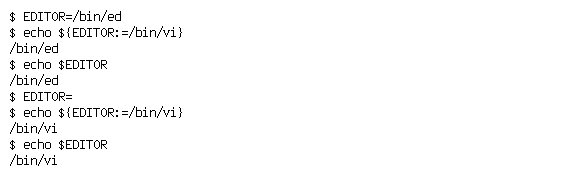 $ EDITOR=/bin/ed
$ echo ${EDITOR:=/bin/vi}
/bin/ed
$ echo $EDITOR
/bin/ed
$ EDITOR=
$ echo ${EDITOR:=/bin/vi}
/bin/vi
$ echo $EDITOR
/bin/vi